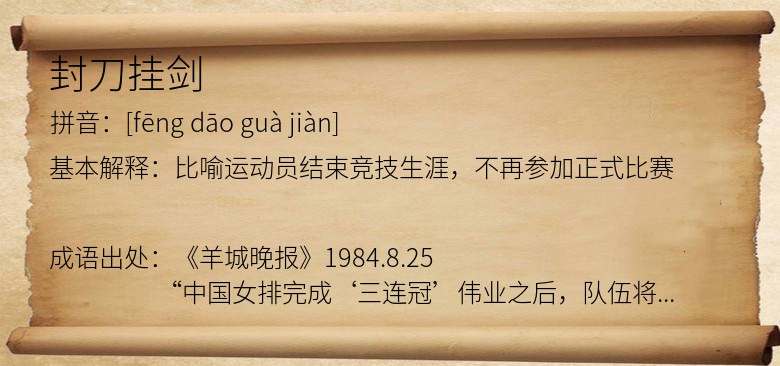 封刀挂剑
拼音：[fēng dāo guà jiàn]
基本解释：比喻运动员结束竞技生涯，不再参加正式比赛
成语出处：《羊城晚报》1984.8.25
“中国女排完成‘三连冠’伟业之后，队伍将...